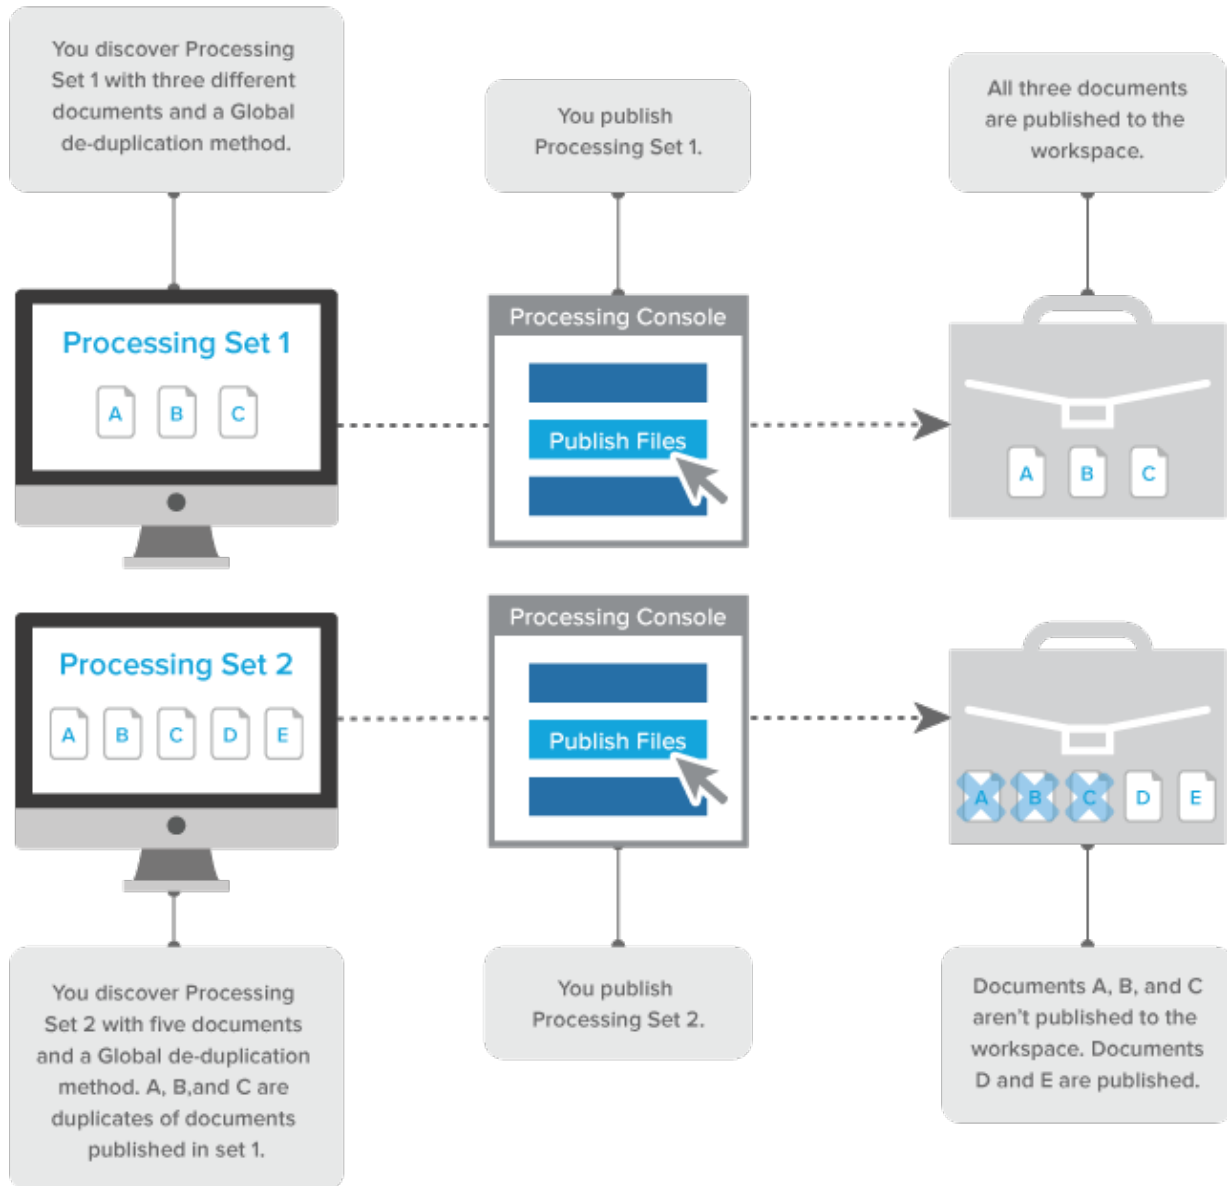 You discover Processing
Set 1 with three different
documents and a Global
de-duplication method.
You publish
Processing Set 1.
All three documents
are published to the
workspace.
Processing Set 1
A B C
Processing Console
Publish Files
A B C
Processing Set 2
A B C D E
Processing Console
Publish Files
A B C D E
You discover Processing
Set 2 with five documents
and a Global de-duplication
method. A, B,and C are
duplicates of documents
published in set 1.
You publish
Processing Set 2.
Documents A, B, and C
aren't published to the
workspace. Documents
D and E are published.